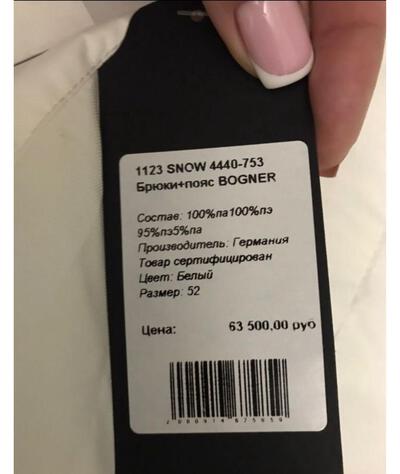 1123 SNOW 4440-753
Брюки+пояс BOGNER
Состав: 100%па100%пэ
95%пэ5%па
Производитель: Германия
Товар сертифицирован
Цвет: Белый
Размер: 52
Цена: 63 500,00 руб